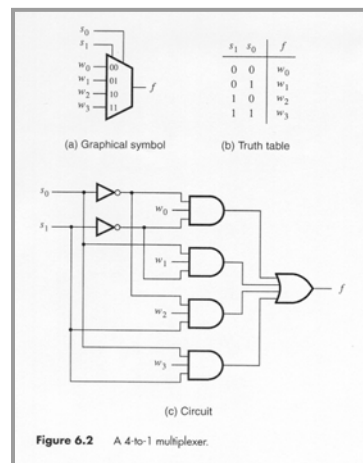 s0
s1
w0 00
w1 01
w2 10
w3 11
f
(a) Graphical symbol
s1 s0 f
0 0 w0
0 1 w1
1 0 w2
1 1 w3
(b) Truth table
s0
w0
s1
w1
f
w2
w3
(c) Circuit
Figure 6.2 A 4-to-1 multiplexer.